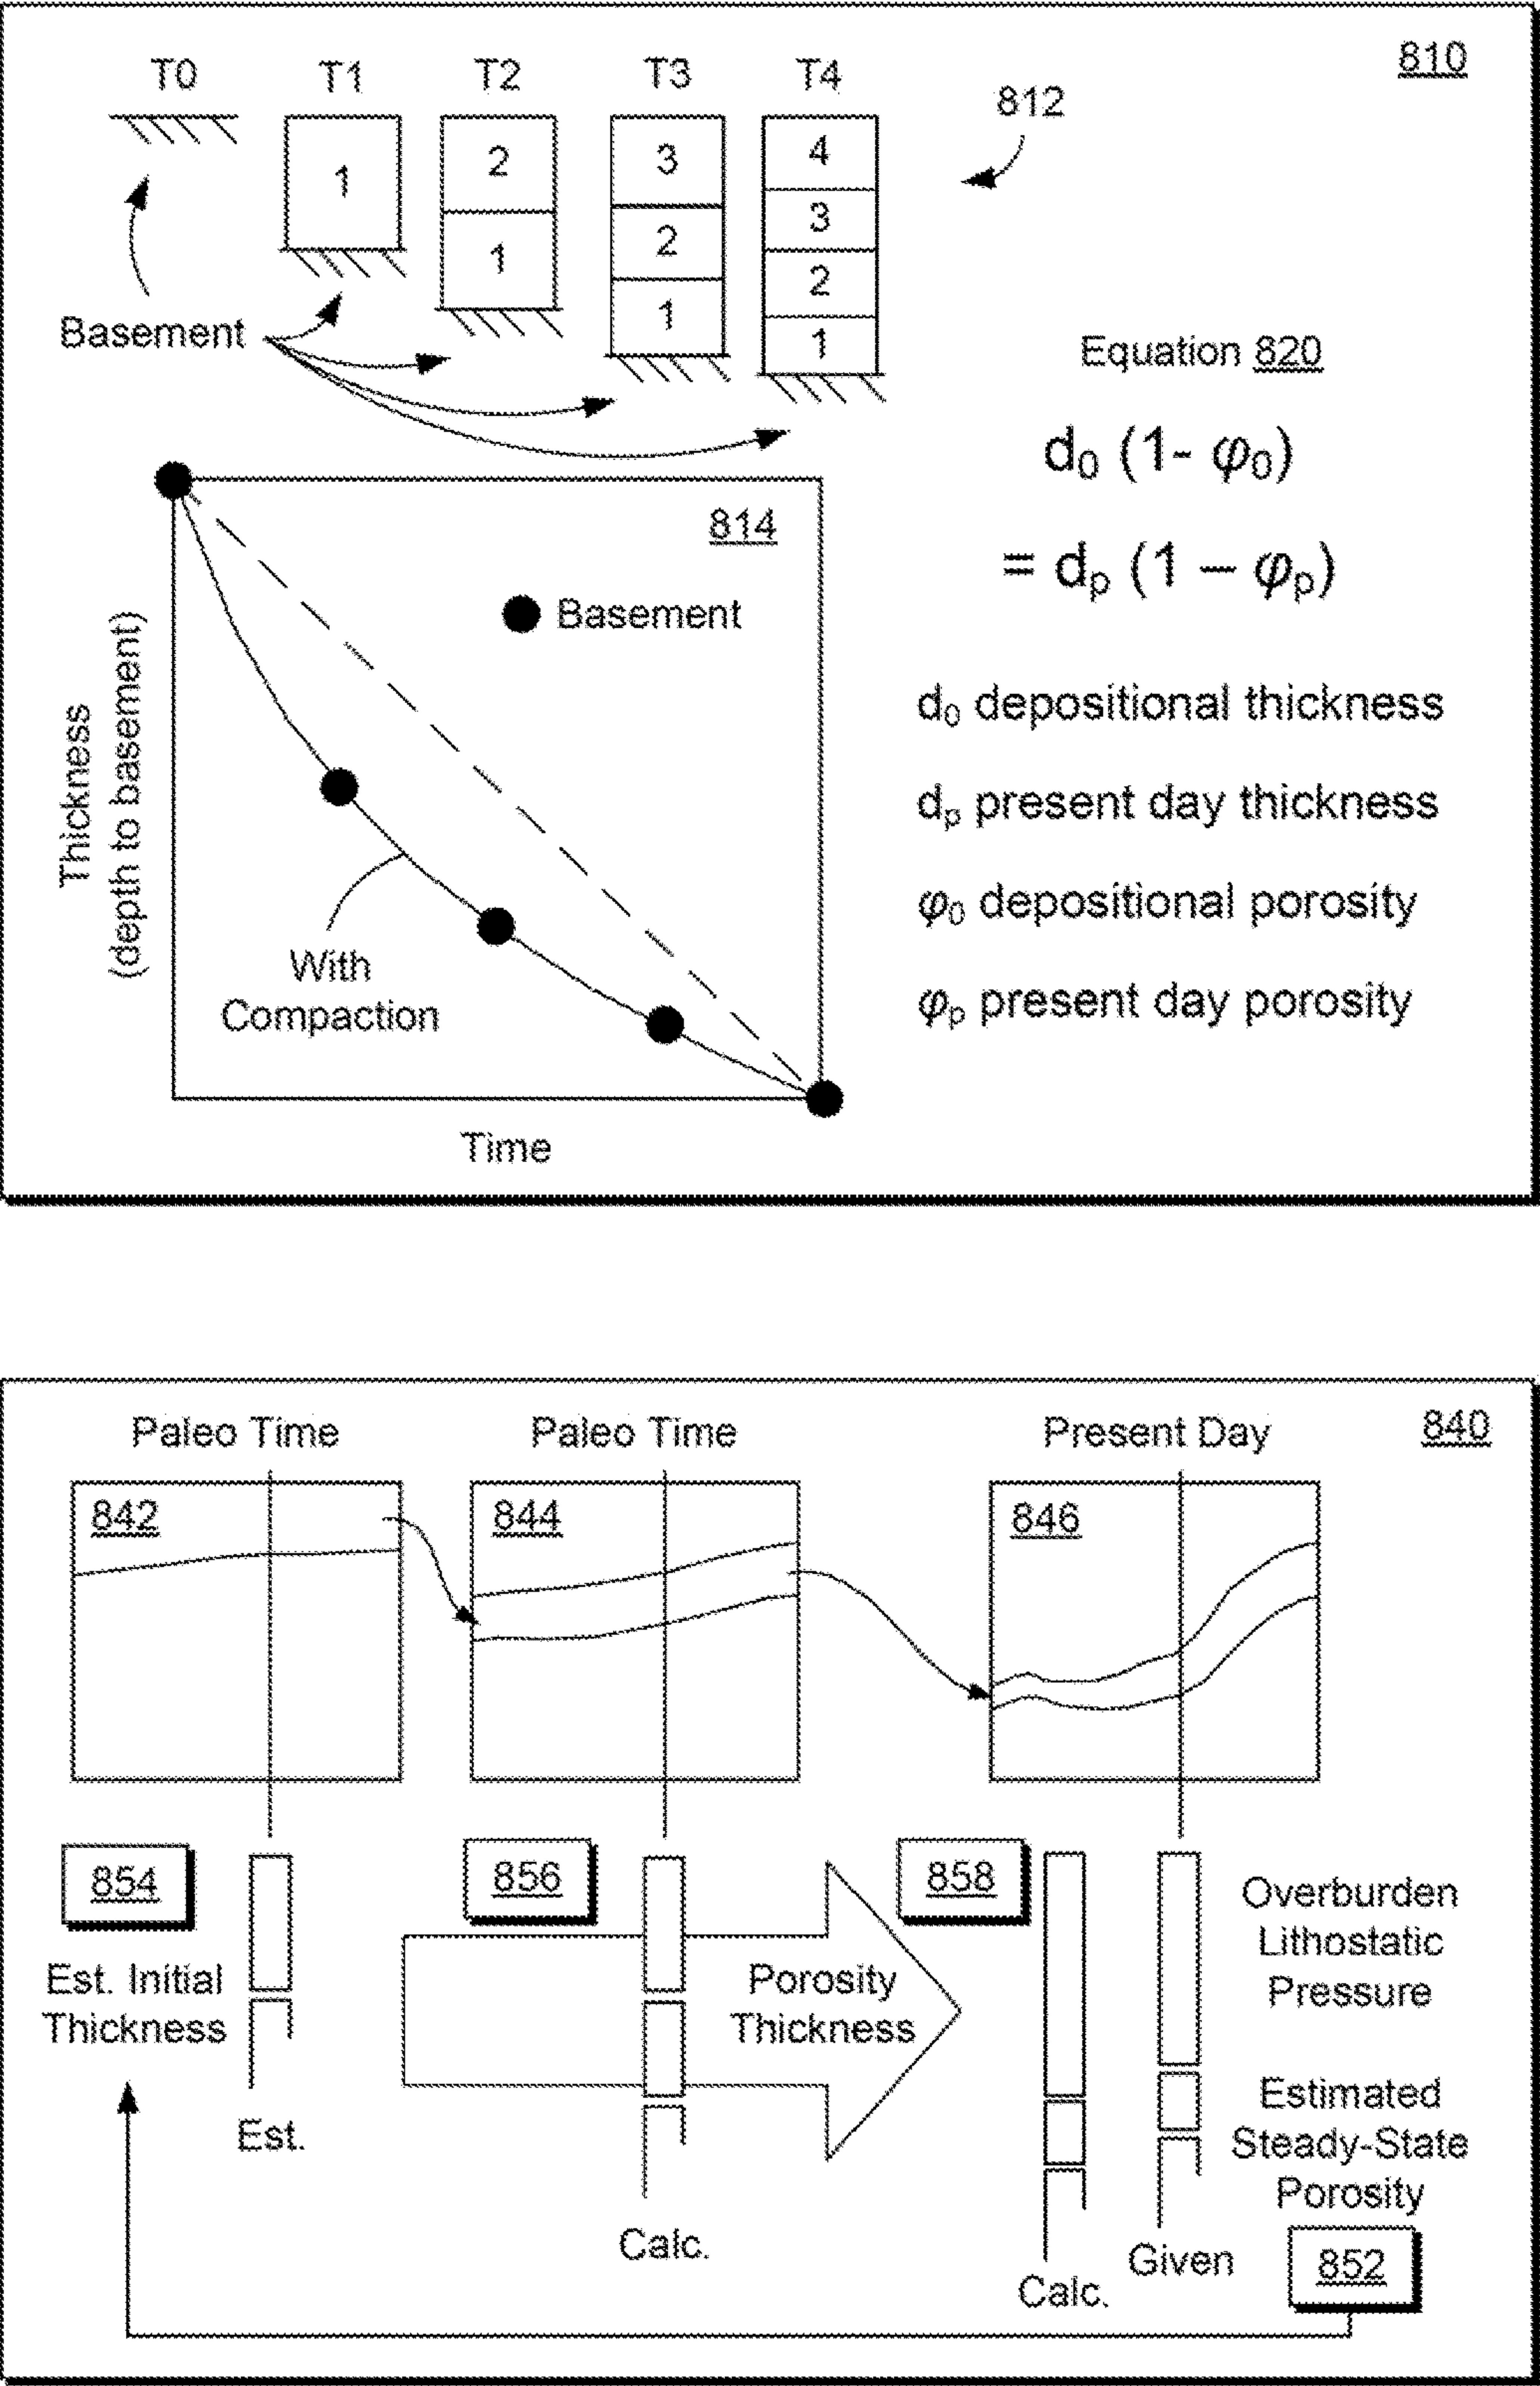 810
T0 T1 T2 T3 T4
812
1
2
1
3
2
1
4
3
2
1
Basement
Equation 820
d₀ (1- φ₀)
= dₚ (1 – φₚ)
814
Basement
Thickness
(depth to basement)
With
Compaction
Time
d₀ depositional thickness
dₚ present day thickness
φ₀ depositional porosity
φₚ present day porosity
840
Paleo Time
Paleo Time
Present Day
842
844
846
854
856
858
Est. Initial
Thickness
Est.
Porosity
Thickness
Calc.
Calc.
Given
Overburden
Lithostatic
Pressure
Estimated
Steady-State
Porosity
852